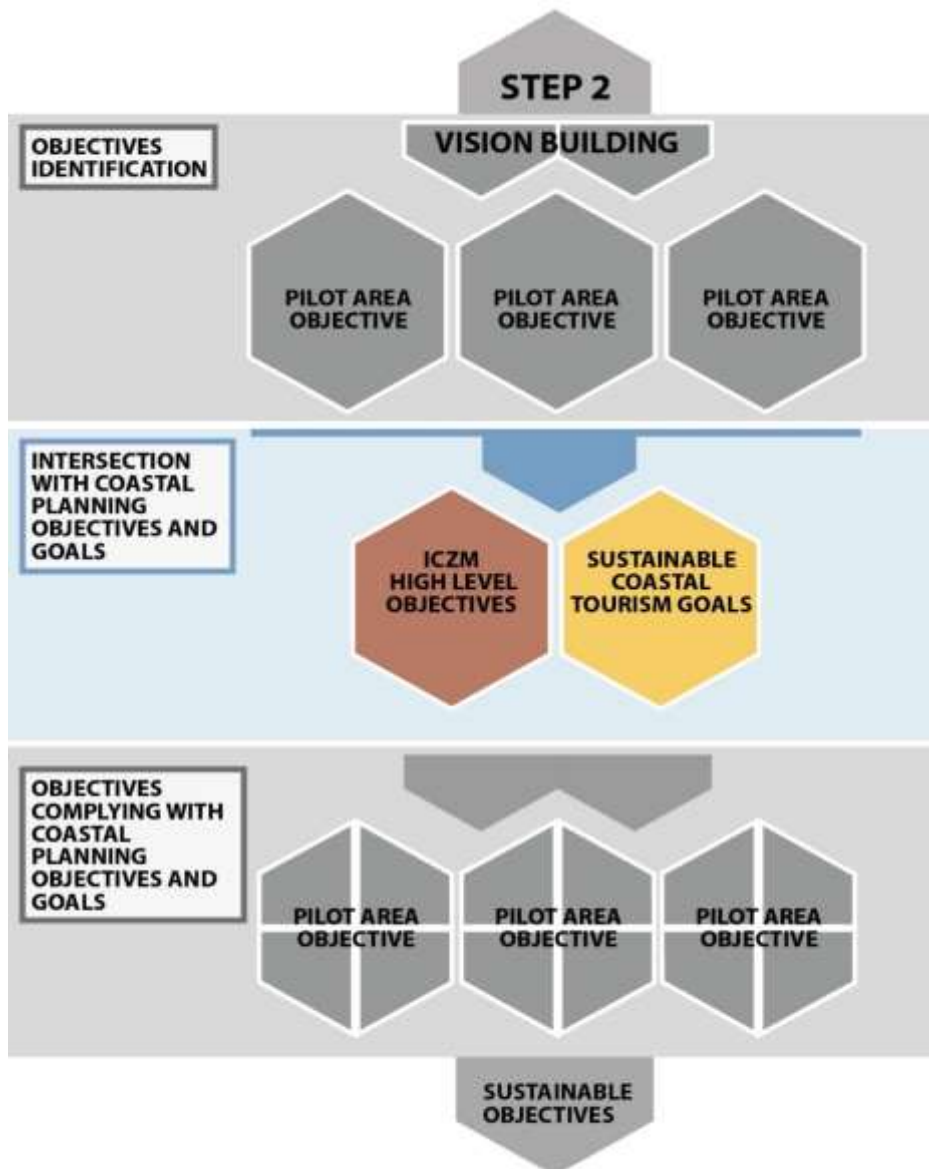 STEP 2
OBJECTIVES
IDENTIFICATION
VISION BUILDING
PILOT AREA
OBJECTIVE
PILOT AREA
OBJECTIVE
PILOT AREA
OBJECTIVE
INTERSECTION
WITH COASTAL
PLANNING
OBJECTIVES AND
GOALS
ICZM
HIGH LEVEL
OBJECTIVES
SUSTAINABLE
COASTAL
TOURISM GOALS
OBJECTIVES
COMPLYING WITH
COASTAL
PLANNING
OBJECTIVES AND
GOALS
PILOT AREA
OBJECTIVE
PILOT AREA
OBJECTIVE
PILOT AREA
OBJECTIVE
SUSTAINABLE
OBJECTIVES